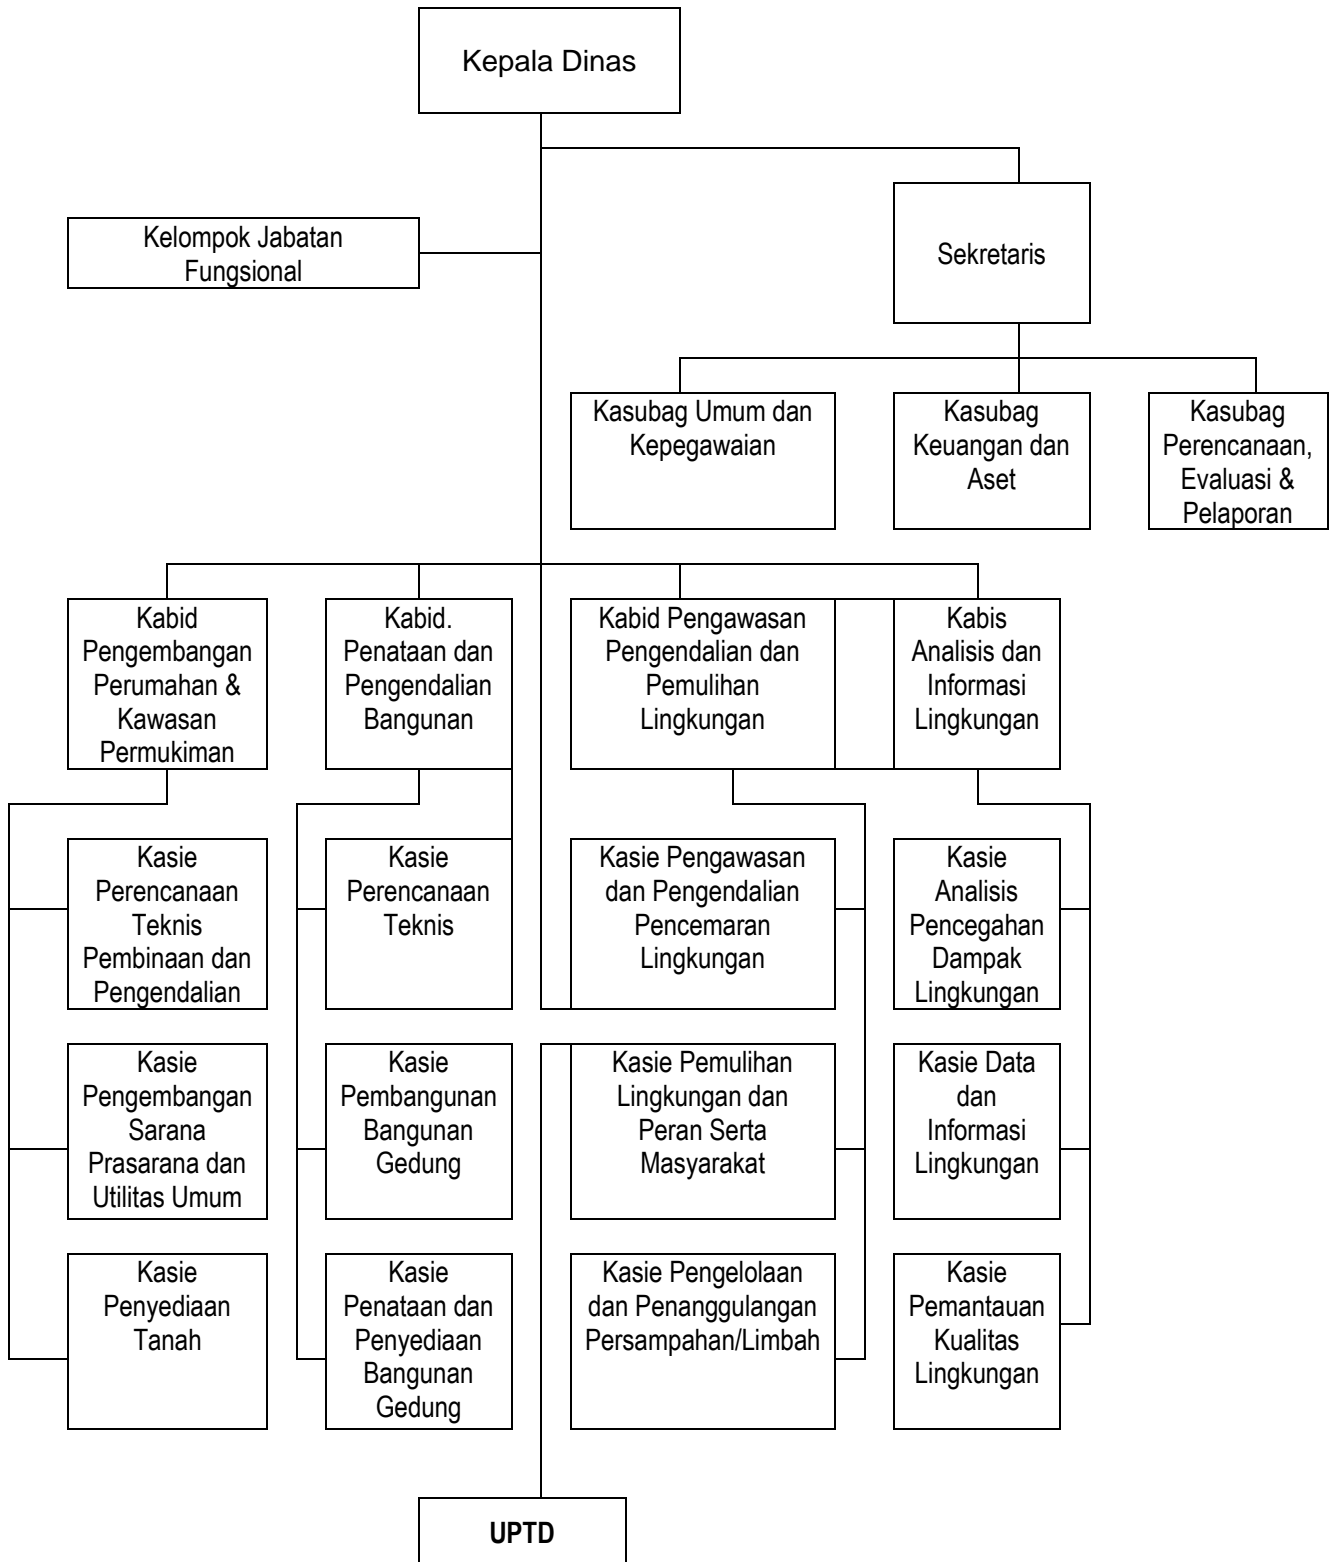 Kepala Dinas
Kelompok Jabatan
Fungsional
Sekretaris
Kasubag Umum dan
Kepegawaian
Kasubag
Keuangan dan
Aset
Kasubag
Perencanaan,
Evaluasi &
Pelaporan
Kabid
Pengembangan
Perumahan &
Kawasan
Permukiman
Kabid.
Penataan dan
Pengendalian
Bangunan
Kabid Pengawasan
Pengendalian dan
Pemulihan
Lingkungan
Kabis
Analisis dan
Informasi
Lingkungan
Kasie
Perencanaan
Teknis
Pembinaan dan
Pengendalian
Kasie
Perencanaan
Teknis
Kasie Pengawasan
dan Pengendalian
Pencemaran
Lingkungan
Kasie
Analisis
Pencegahan
Dampak
Lingkungan
Kasie
Pengembangan
Sarana
Prasarana dan
Utilitas Umum
Kasie
Pembangunan
Bangunan
Gedung
Kasie Pemulihan
Lingkungan dan
Peran Serta
Masyarakat
Kasie Data
dan
Informasi
Lingkungan
Kasie
Penyediaan
Tanah
Kasie
Penataan dan
Penyediaan
Bangunan
Gedung
Kasie Pengelolaan
dan Penanggulangan
Persampahan/Limbah
Kasie
Pemantauan
Kualitas
Lingkungan
UPTD